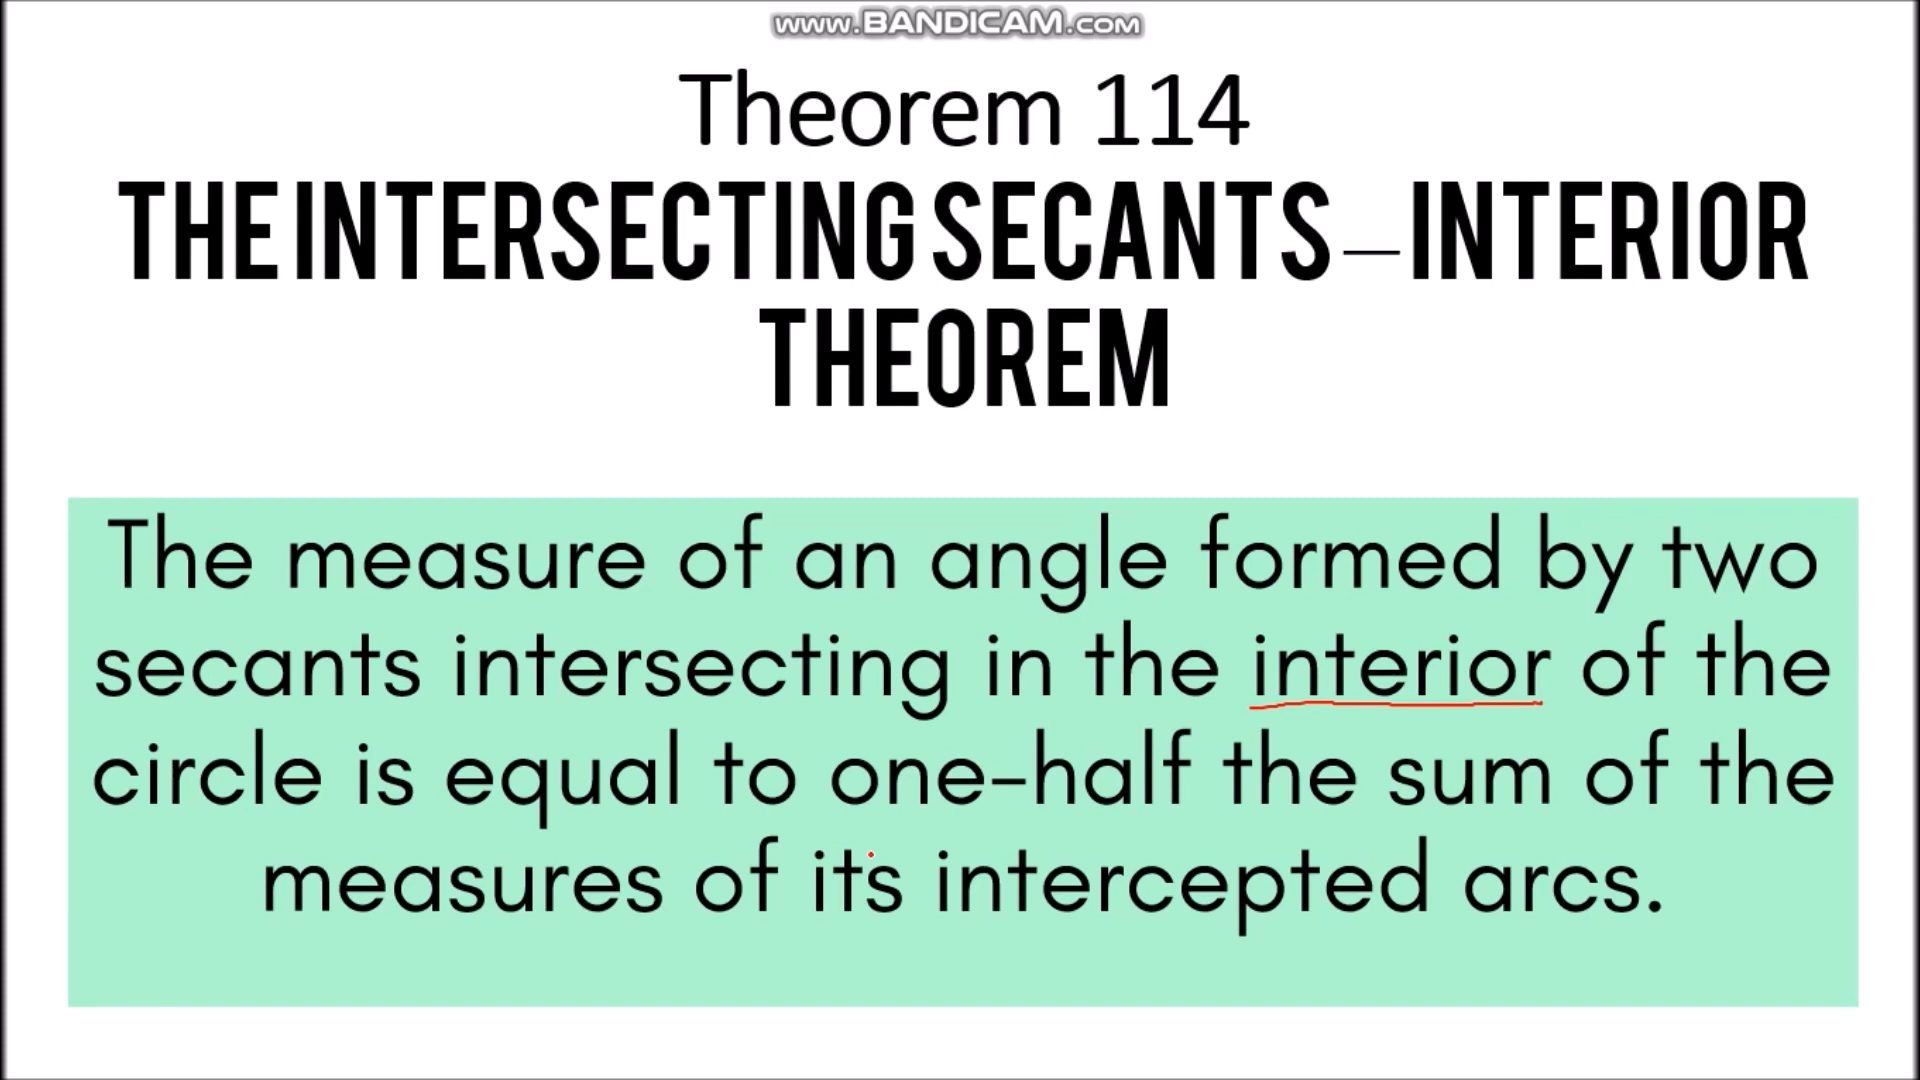 www.BANDICAM.com
Theorem 114
THE INTERSECTING SECANTS – INTERIOR
THEOREM
The measure of an angle formed by two
secants intersecting in the interior of the
circle is equal to one-half the sum of the
measures of its intercepted arcs.